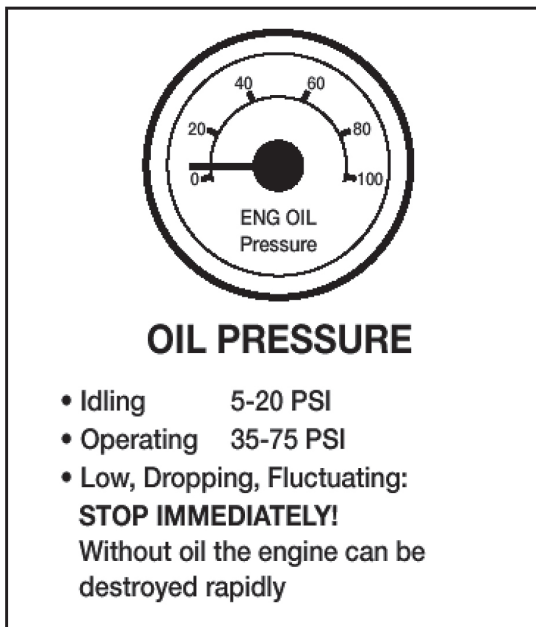 40 60
20 80
0 100
ENG OIL
Pressure
OIL PRESSURE
• Idling 5-20 PSI
• Operating 35-75 PSI
• Low, Dropping, Fluctuating:
STOP IMMEDIATELY!
Without oil the engine can be
destroyed rapidly